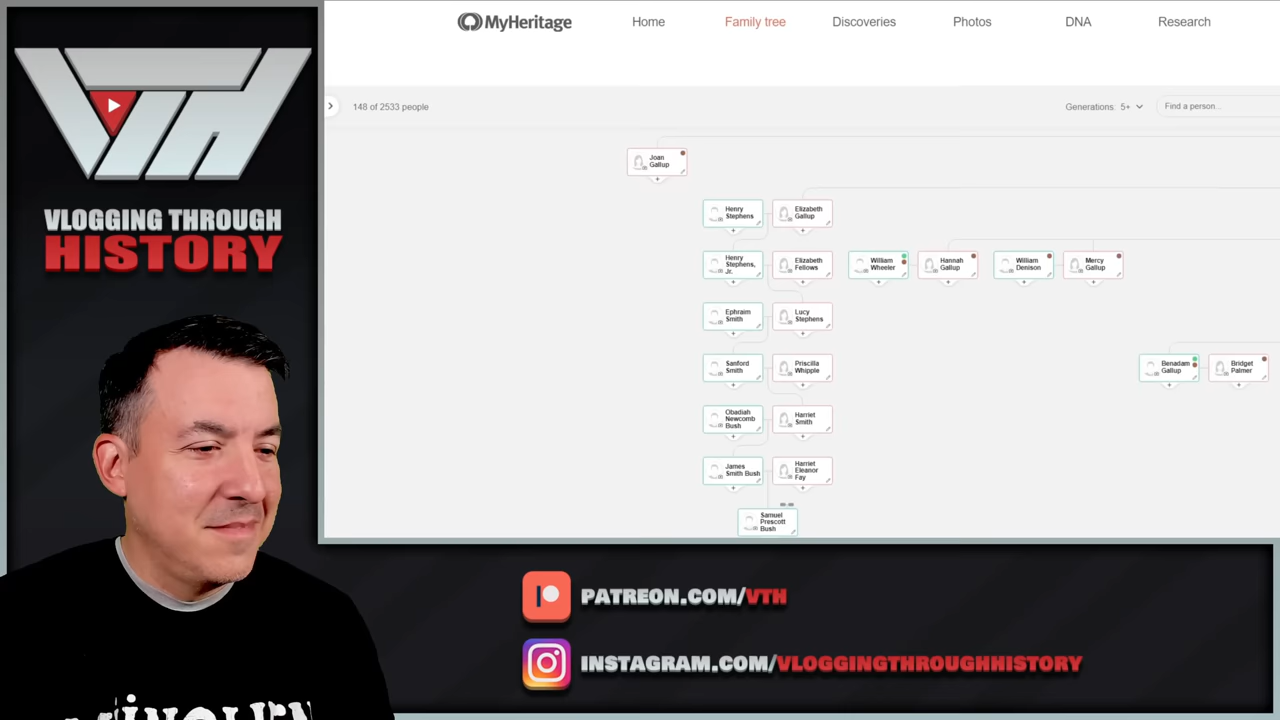 VTH
VLOGGING THROUGH
HISTORY
MyHeritage
Home
Family tree
Discoveries
Photos
DNA
Research
148 of 2533 people
Generations: 5+
Find a person...
Joan
Gallup
Henry
Stephens
Elizabeth
Gallup
Henry
Stephens,
Jr.
Elizabeth
Fellows
William
Wheeler
Hannah
Gallup
William
Denison
Mercy
Gallup
Ephraim
Smith
Lucy
Stephens
Sanford
Smith
Priscilla
Whipple
Benadam
Gallup
Bridget
Palmer
Obadiah
Newcomb
Bush
Harriet
Smith
James
Smith Bush
Harriet
Eleanor
Fay
Samuel
Prescott
Bush
PATREON.COM/VTH
INSTAGRAM.COM/VLOGGINGTHROUGHHISTORY